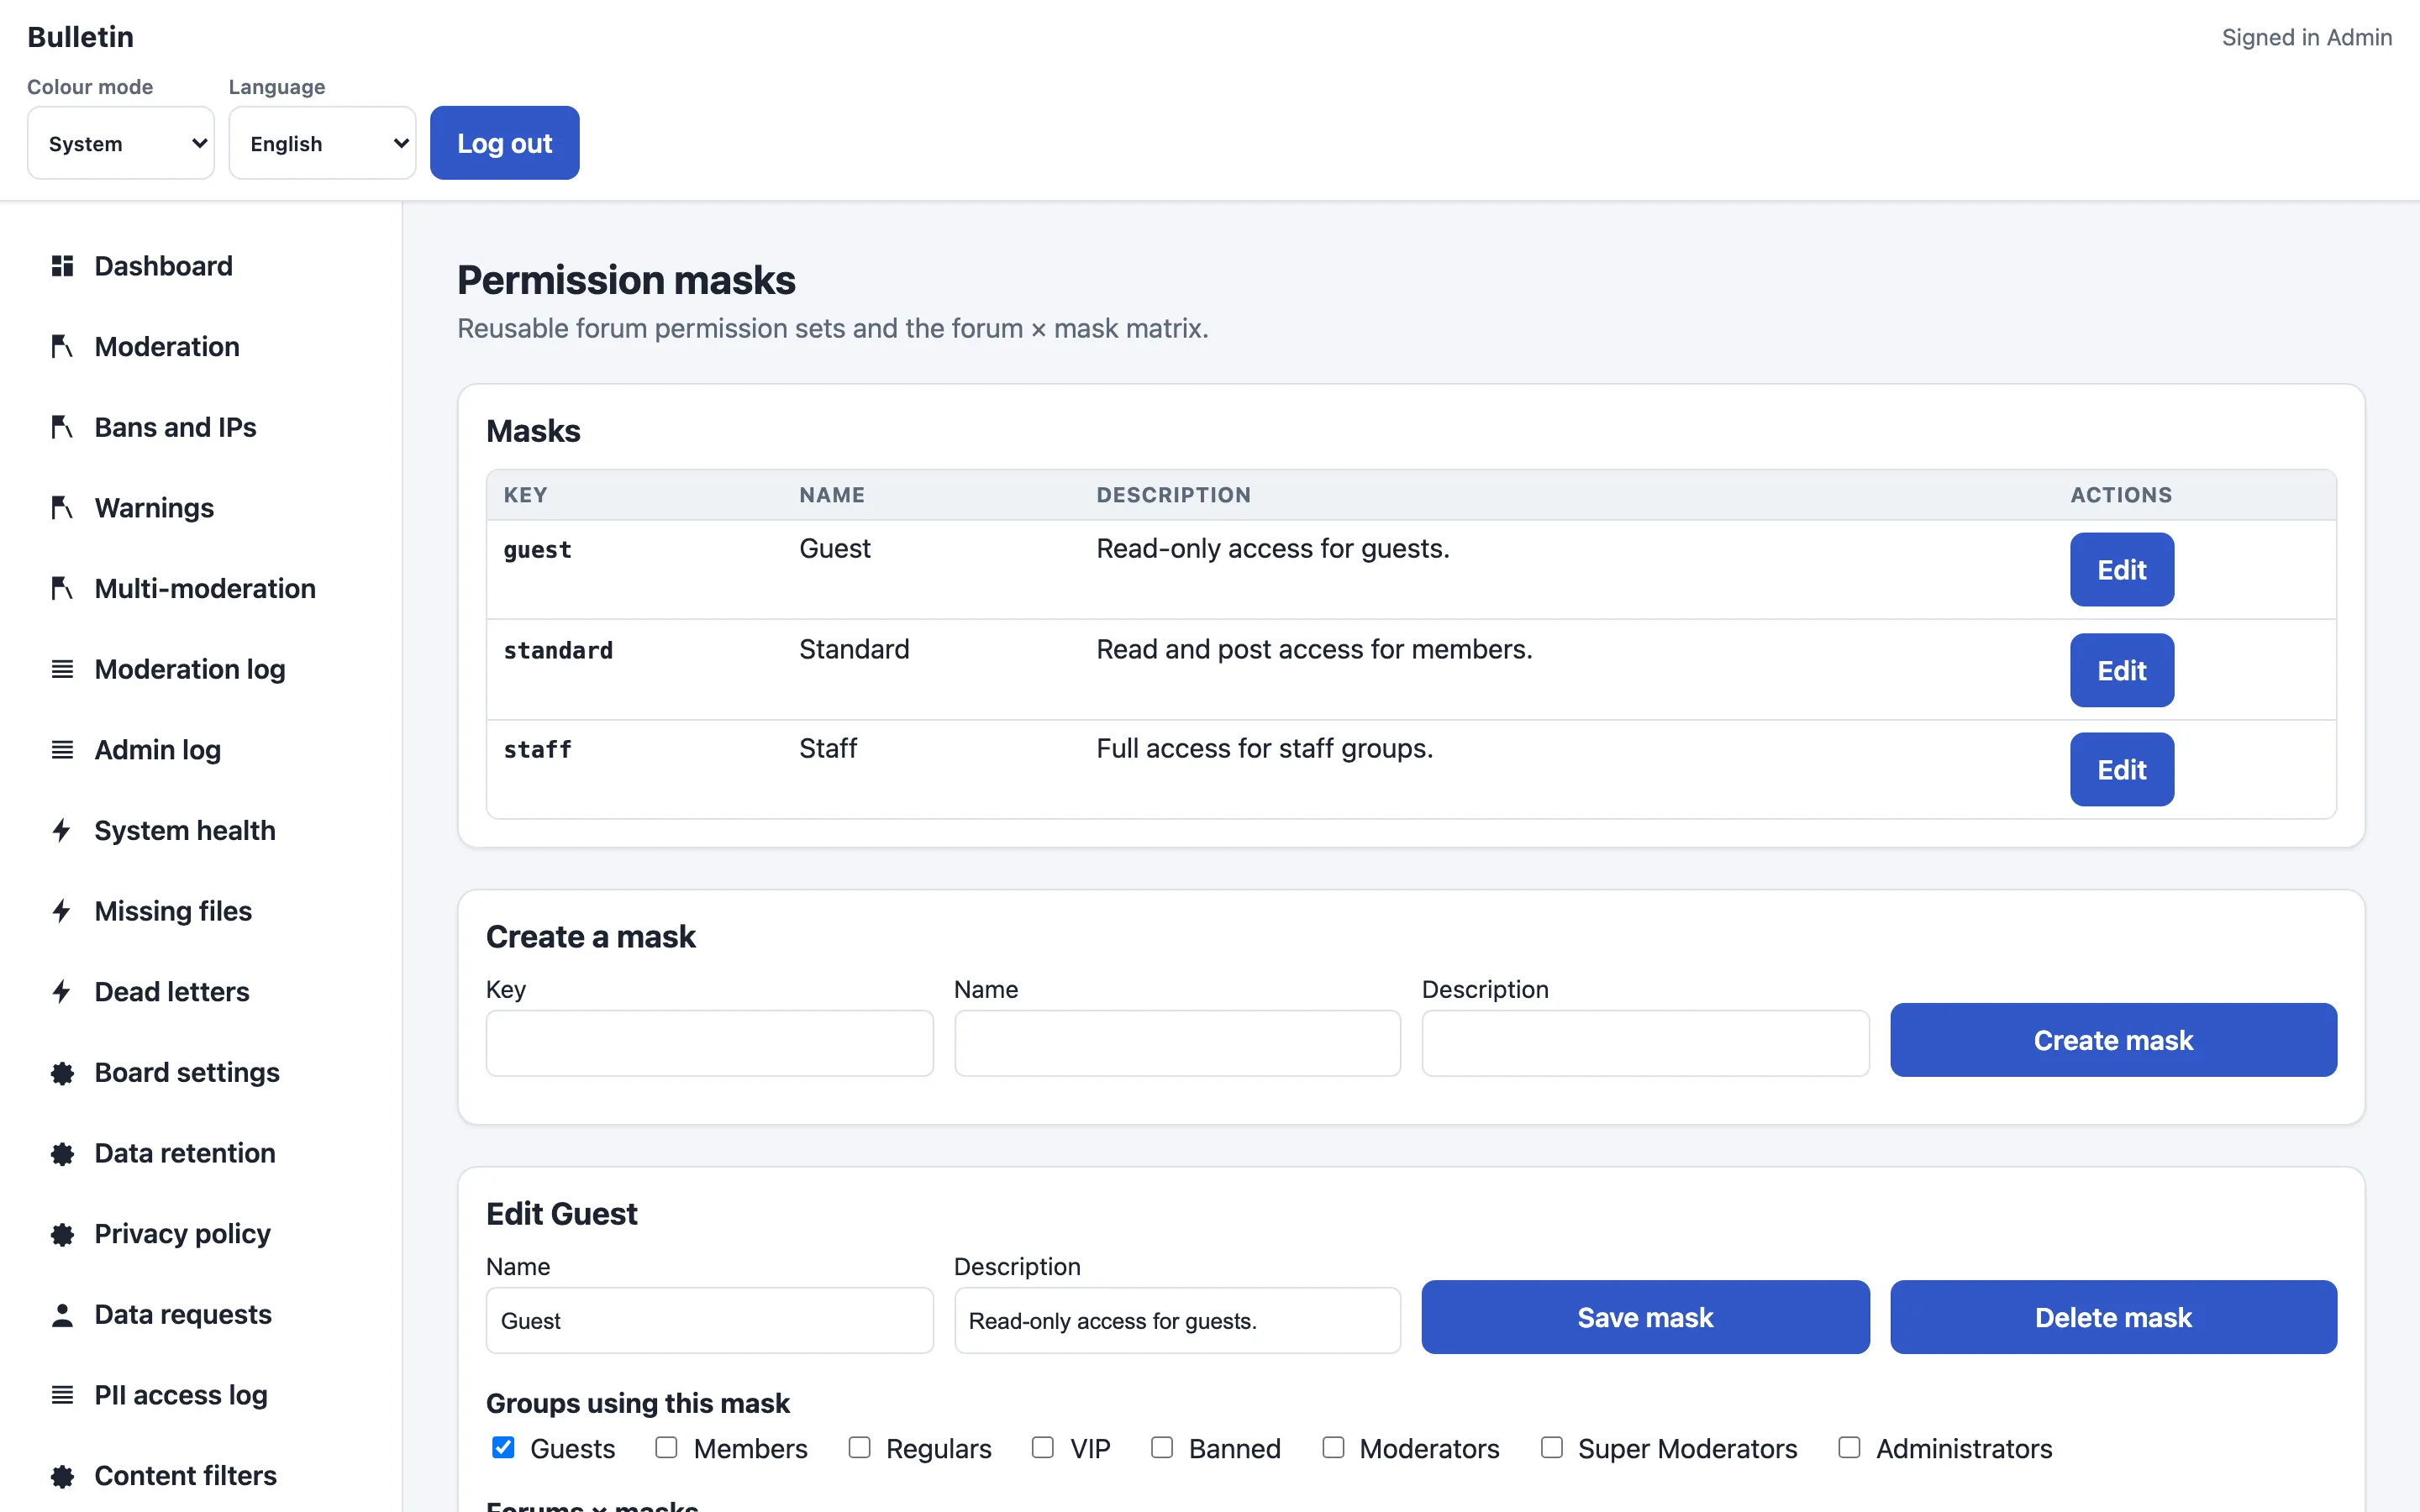 Bulletin
Signed in Admin
Colour mode
Language
System
English
Log out
Dashboard
Moderation
Bans and IPs
Warnings
Multi-moderation
Moderation log
Admin log
System health
Missing files
Dead letters
Board settings
Data retention
Privacy policy
Data requests
PII access log
Content filters
Permission masks
Reusable forum permission sets and the forum × mask matrix.
Masks
KEY NAME DESCRIPTION ACTIONS
guest Guest Read-only access for guests. Edit
standard Standard Read and post access for members. Edit
staff Staff Full access for staff groups. Edit
Create a mask
Key Name Description
Create mask
Edit Guest
Name Description
Guest Read-only access for guests. Save mask Delete mask
Groups using this mask
Guests Members Regulars VIP Banned Moderators Super Moderators Administrators
Forums × masks